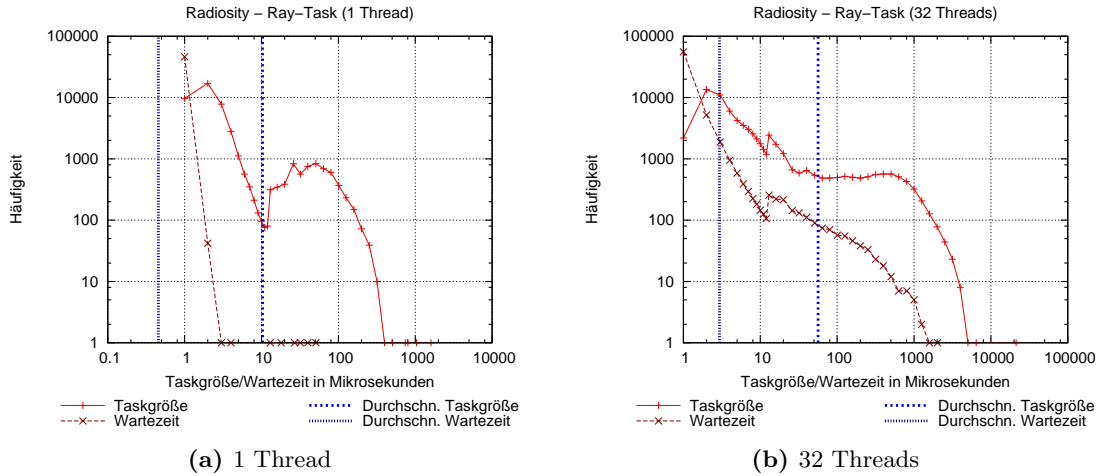 Radiosity – Ray–Task (1 Thread)
100000
10000
1000
100
10
1
Häufigkeit
0.1 1 10 100 1000 10000
Taskgröße/Wartezeit in Mikrosekunden
Taskgröße Durchschn. Taskgröße
Wartezeit Durchschn. Wartezeit
(a) 1 Thread
Radiosity – Ray–Task (32 Threads)
100000
10000
1000
100
10
1
Häufigkeit
1 10 100 1000 10000 100000
Taskgröße/Wartezeit in Mikrosekunden
Taskgröße Durchschn. Taskgröße
Wartezeit Durchschn. Wartezeit
(b) 32 Threads